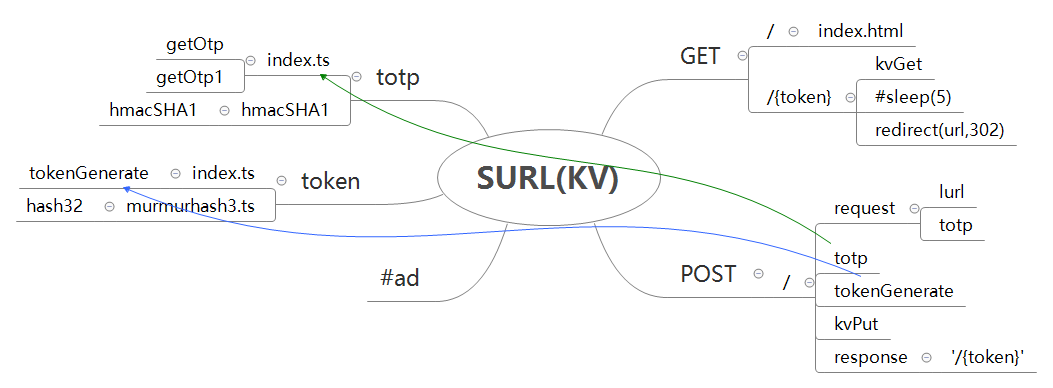 SURL(KV)
GET
/
index.html
/{token}
kvGet
#sleep(5)
redirect(url,302)
POST
/
request
lurl
totp
totp
tokenGenerate
kvPut
response
'/{token}'
totp
index.ts
getOtp
getOtp1
hmacSHA1
hmacSHA1
token
index.ts
tokenGenerate
murmurhash3.ts
hash32
#ad